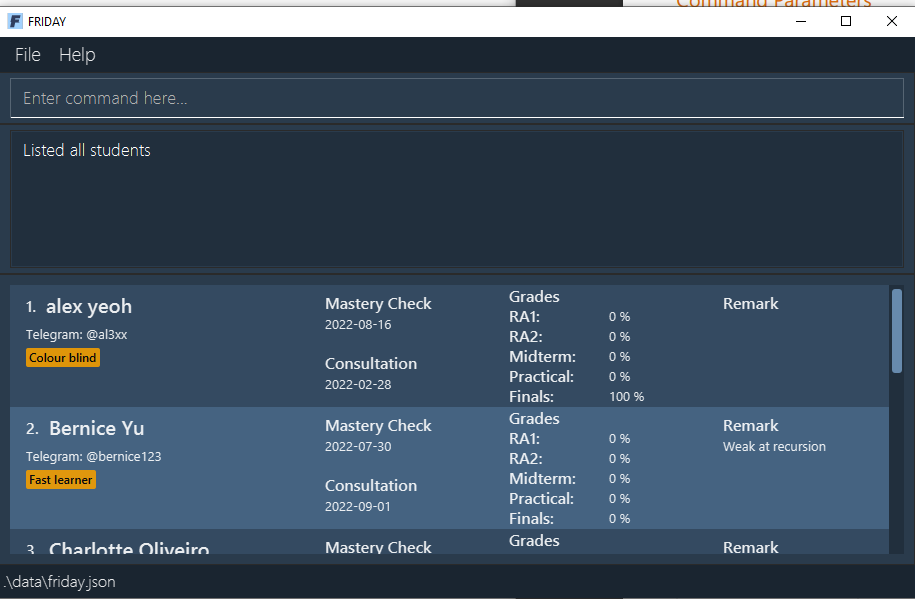 Command Parameters
FRIDAY
File Help
Enter command here...
Listed all students
1. alex yeoh
Telegram: @al3xx
Colour blind
Mastery Check
2022-08-16
Consultation
2022-02-28
Grades
RA1: 0 %
RA2: 0 %
Midterm: 0 %
Practical: 0 %
Finals: 100 %
Remark
2. Bernice Yu
Telegram: @bernice123
Fast learner
Mastery Check
2022-07-30
Consultation
2022-09-01
Grades
RA1: 0 %
RA2: 0 %
Midterm: 0 %
Practical: 0 %
Finals: 0 %
Remark
Weak at recursion
3. Charlotte Oliveiro
Mastery Check
Grades
Remark
.\data\friday.json